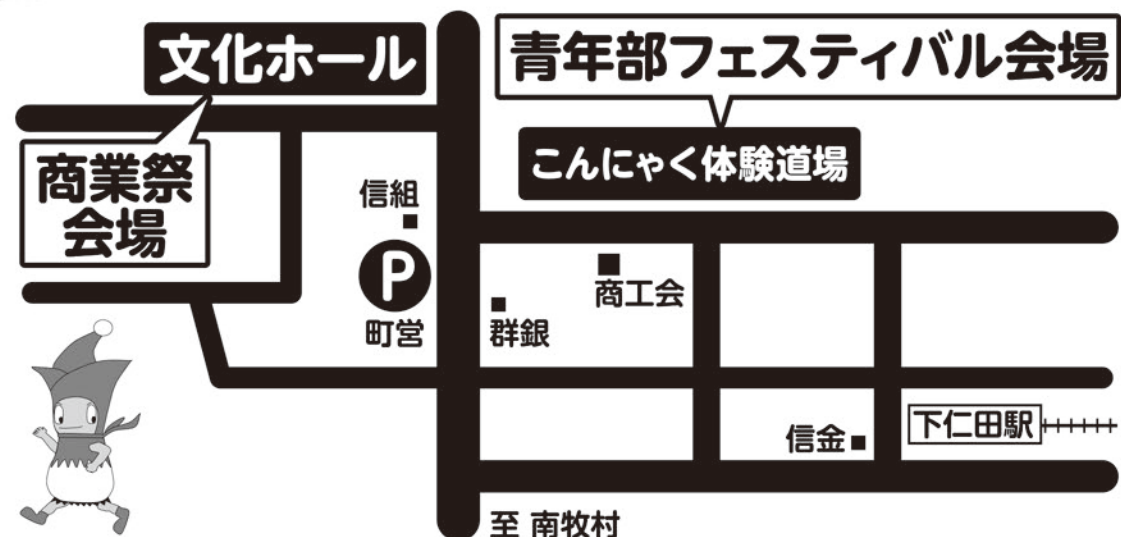 文化ホール
青年部フェスティバル会場
こんにゃく体験道場
商業祭
会場
信組
P
町営
商工会
群銀
信金
下仁田駅
至 南牧村